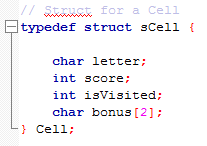 // Struct for a Cell
typedef struct sCell {
char letter;
int score;
int isVisited;
char bonus[2];
} Cell;